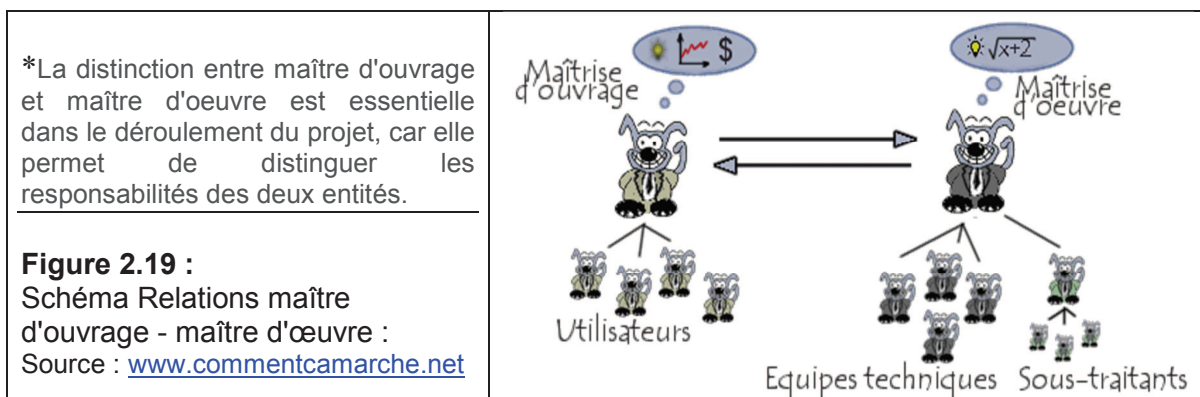 *La distinction entre maître d'ouvrage
et maître d'oeuvre est essentielle
dans le déroulement du projet, car elle
permet de distinguer les
responsabilités des deux entités.
Figure 2.19 :
Schéma Relations maître
d'ouvrage - maître d'œuvre :
Source : www.commentcamarche.net
$
Maîtrise
d'ouvrage
√x+2
Maîtrise
d'oeuvre
Utilisateurs
Equipes techniques
Sous-traitants